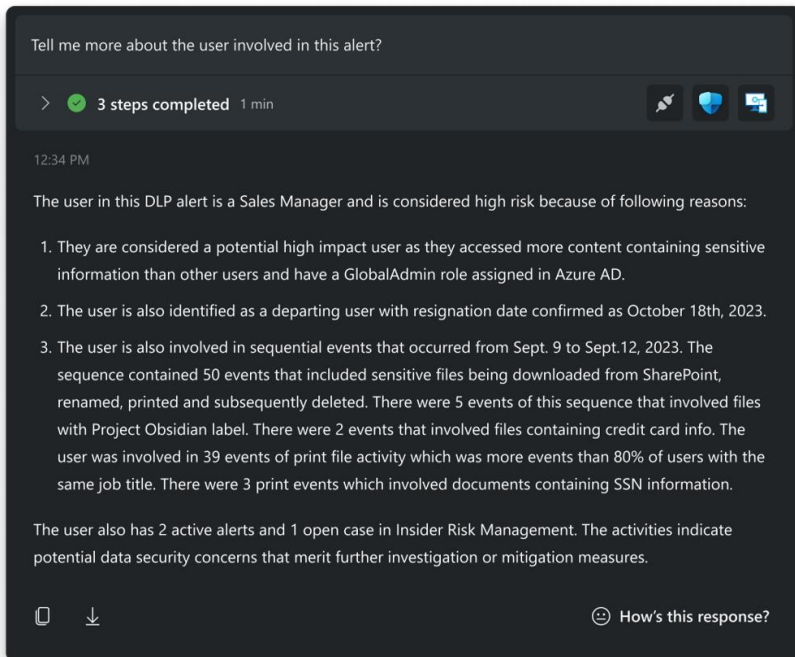 Tell me more about the user involved in this alert?
3 steps completed 1 min
12:34 PM
The user in this DLP alert is a Sales Manager and is considered high risk because of following reasons:
1. They are considered a potential high impact user as they accessed more content containing sensitive
information than other users and have a GlobalAdmin role assigned in Azure AD.
2. The user is also identified as a departing user with resignation date confirmed as October 18th, 2023.
3. The user is also involved in sequential events that occurred from Sept. 9 to Sept.12, 2023. The
sequence contained 50 events that included sensitive files being downloaded from SharePoint,
renamed, printed and subsequently deleted. There were 5 events of this sequence that involved files
with Project Obsidian label. There were 2 events that involved files containing credit card info. The
user was involved in 39 events of print file activity which was more events than 80% of users with the
same job title. There were 3 print events which involved documents containing SSN information.
The user also has 2 active alerts and 1 open case in Insider Risk Management. The activities indicate
potential data security concerns that merit further investigation or mitigation measures.
How's this response?